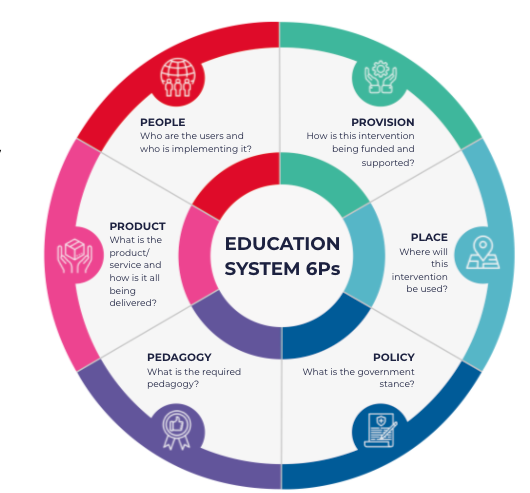 PEOPLE
Who are the users and
who is implementing it?
PROVISION
How is this intervention
being funded and
supported?
PRODUCT
What is the
product/
service and
how is it all
being
delivered?
EDUCATION
SYSTEM 6Ps
PLACE
Where will
this
intervention
be used?
PEDAGOGY
What is the required
pedagogy?
POLICY
What is the government
stance?